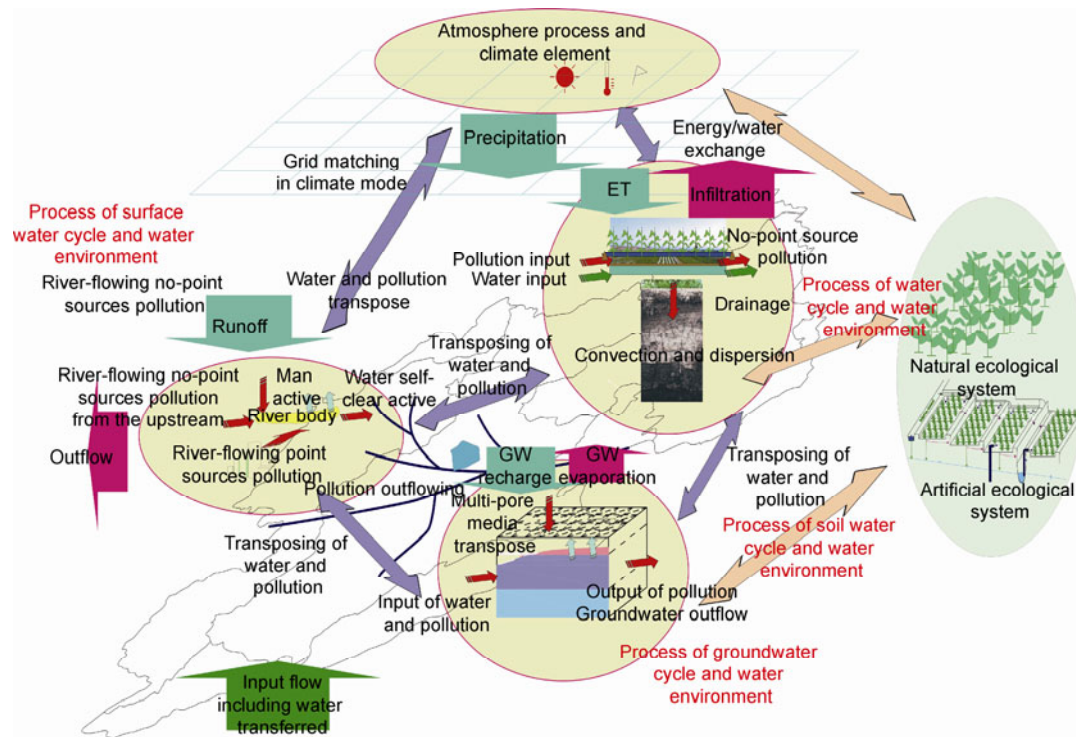 Atmosphere process and
climate element
Precipitation
Energy/water
exchange
Grid matching
in climate mode
ET
Infiltration
Process of surface
water cycle and water
environment
River-flowing no-point
sources pollution
Water and pollution
transpose
Pollution input
Water input
No-point source
pollution
Drainage
Convection and dispersion
Process of water
cycle and water
environment
Runoff
Transposing of
water and
pollution
Natural ecological
system
Artificial ecological
system
River-flowing no-point
sources pollution
from the upstream
Man
active
Water self-
clear active
River body
River-flowing point
sources pollution
Outflow
Pollution outflowing
GW
recharge
GW
evaporation
Multi-pore
media
transpose
Transposing of
water and
pollution
Process of soil water
cycle and water
environment
Transposing of
water and
pollution
Input of water
and pollution
Output of pollution
Groundwater outflow
Process of groundwater
cycle and water
environment
Input flow
including water
transferred